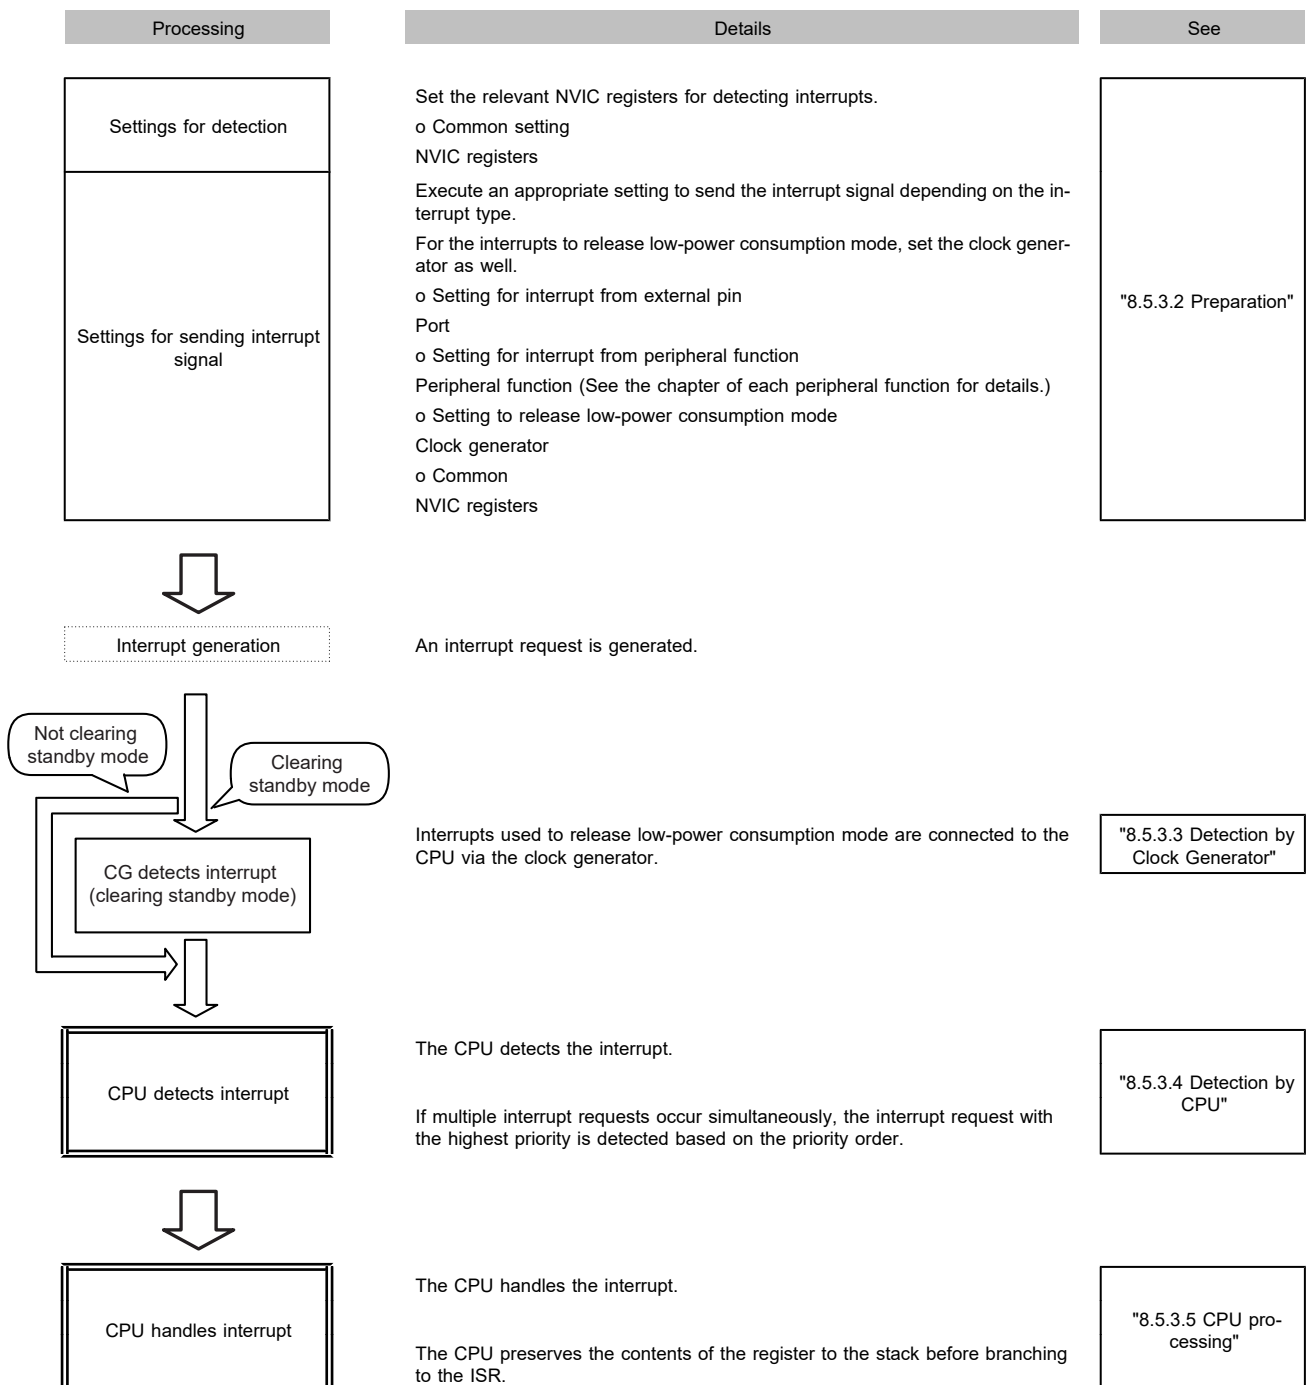 Processing
Details
See
Settings for detection
Set the relevant NVIC registers for detecting interrupts.
o Common setting
NVIC registers
Settings for sending interrupt
signal
Execute an appropriate setting to send the interrupt signal depending on the in-
terrupt type.
For the interrupts to release low-power consumption mode, set the clock gener-
ator as well.
o Setting for interrupt from external pin
Port
o Setting for interrupt from peripheral function
Peripheral function (See the chapter of each peripheral function for details.)
o Setting to release low-power consumption mode
Clock generator
o Common
NVIC registers
"8.5.3.2 Preparation"
Interrupt generation
An interrupt request is generated.
Not clearing
standby mode
Clearing
standby mode
CG detects interrupt
(clearing standby mode)
Interrupts used to release low-power consumption mode are connected to the
CPU via the clock generator.
"8.5.3.3 Detection by
Clock Generator"
CPU detects interrupt
The CPU detects the interrupt.
If multiple interrupt requests occur simultaneously, the interrupt request with
the highest priority is detected based on the priority order.
"8.5.3.4 Detection by
CPU"
CPU handles interrupt
The CPU handles the interrupt.
The CPU preserves the contents of the register to the stack before branching
to the ISR.
"8.5.3.5 CPU pro-
cessing"